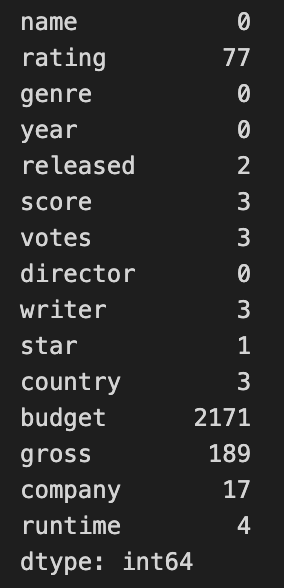 name 0
rating 77
genre 0
year 0
released 2
score 3
votes 3
director 0
writer 3
star 1
country 3
budget 2171
gross 189
company 17
runtime 4
dtype: int64